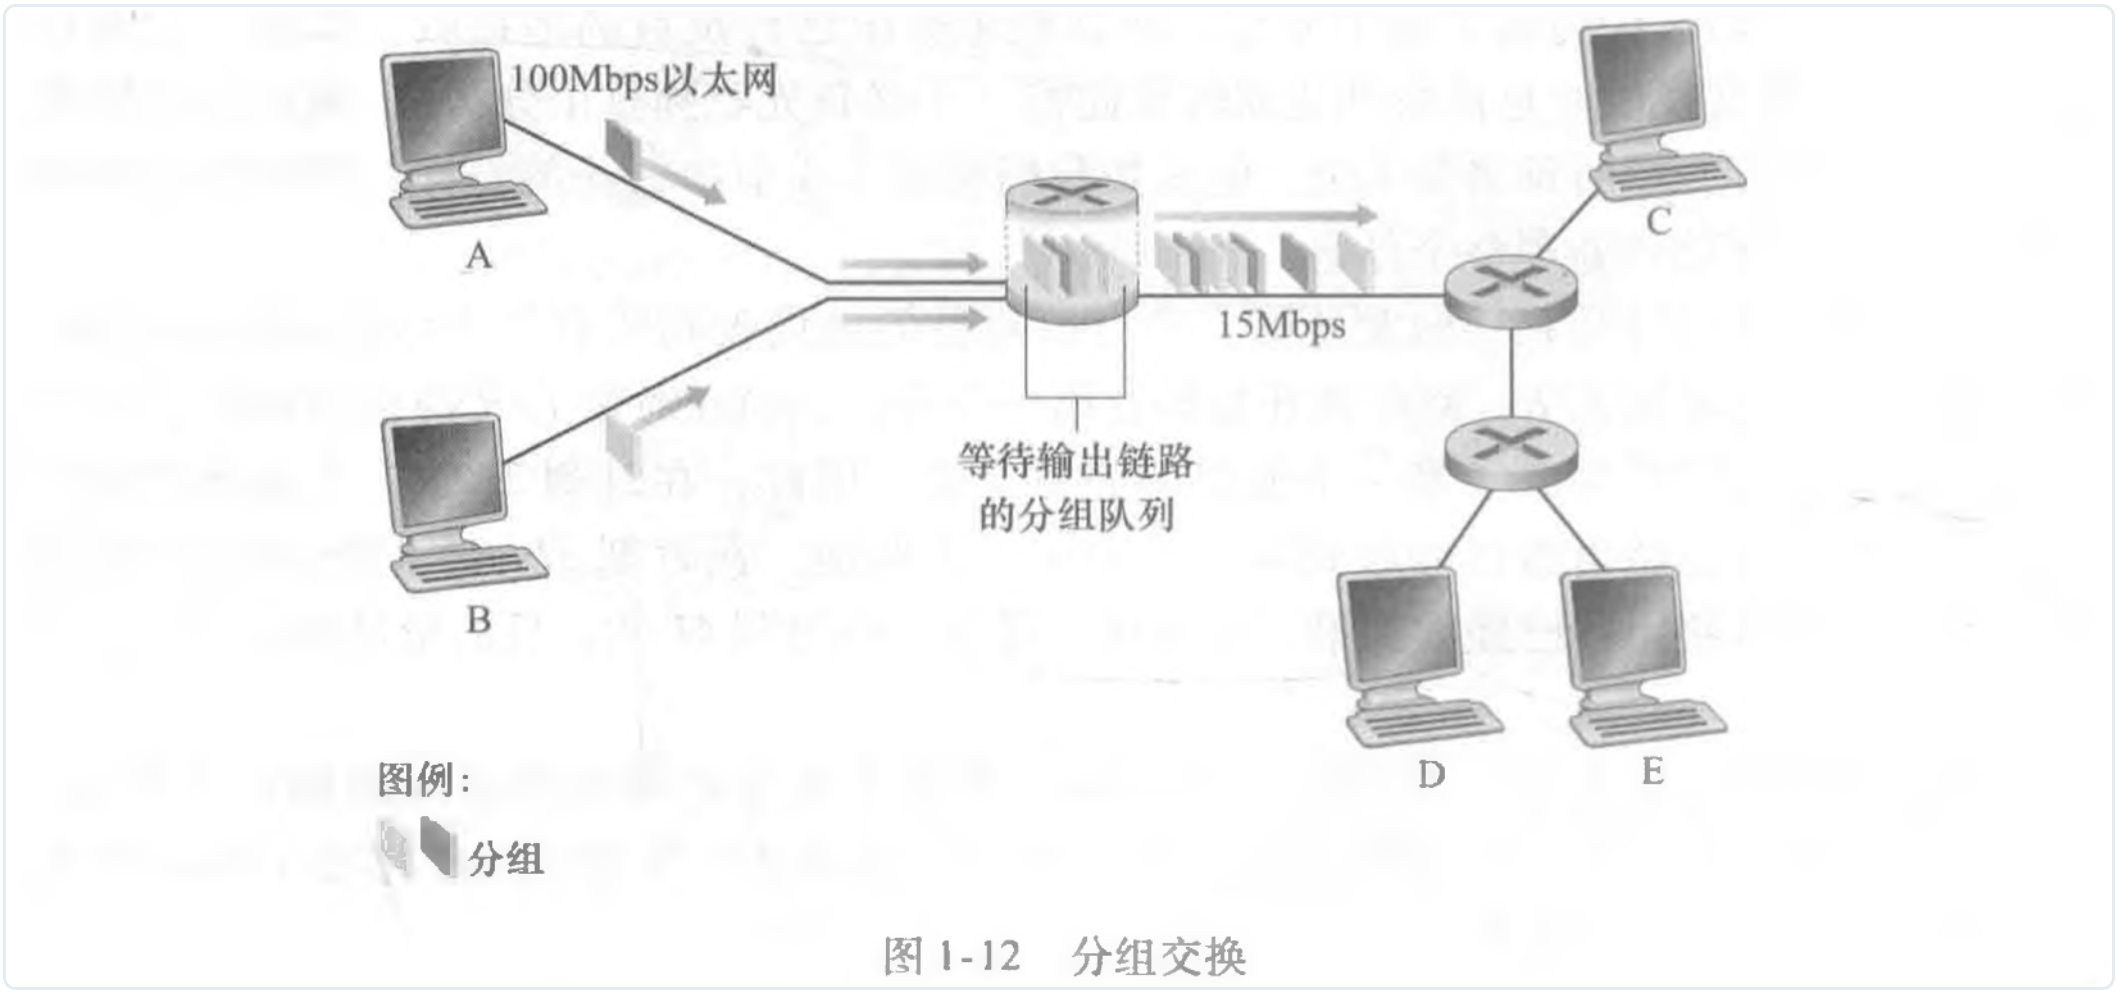 100Mbps以太网
A
C
15Mbps
等待输出链路
的分组队列
B
D
E
图例:
分组
图1-12 分组交换